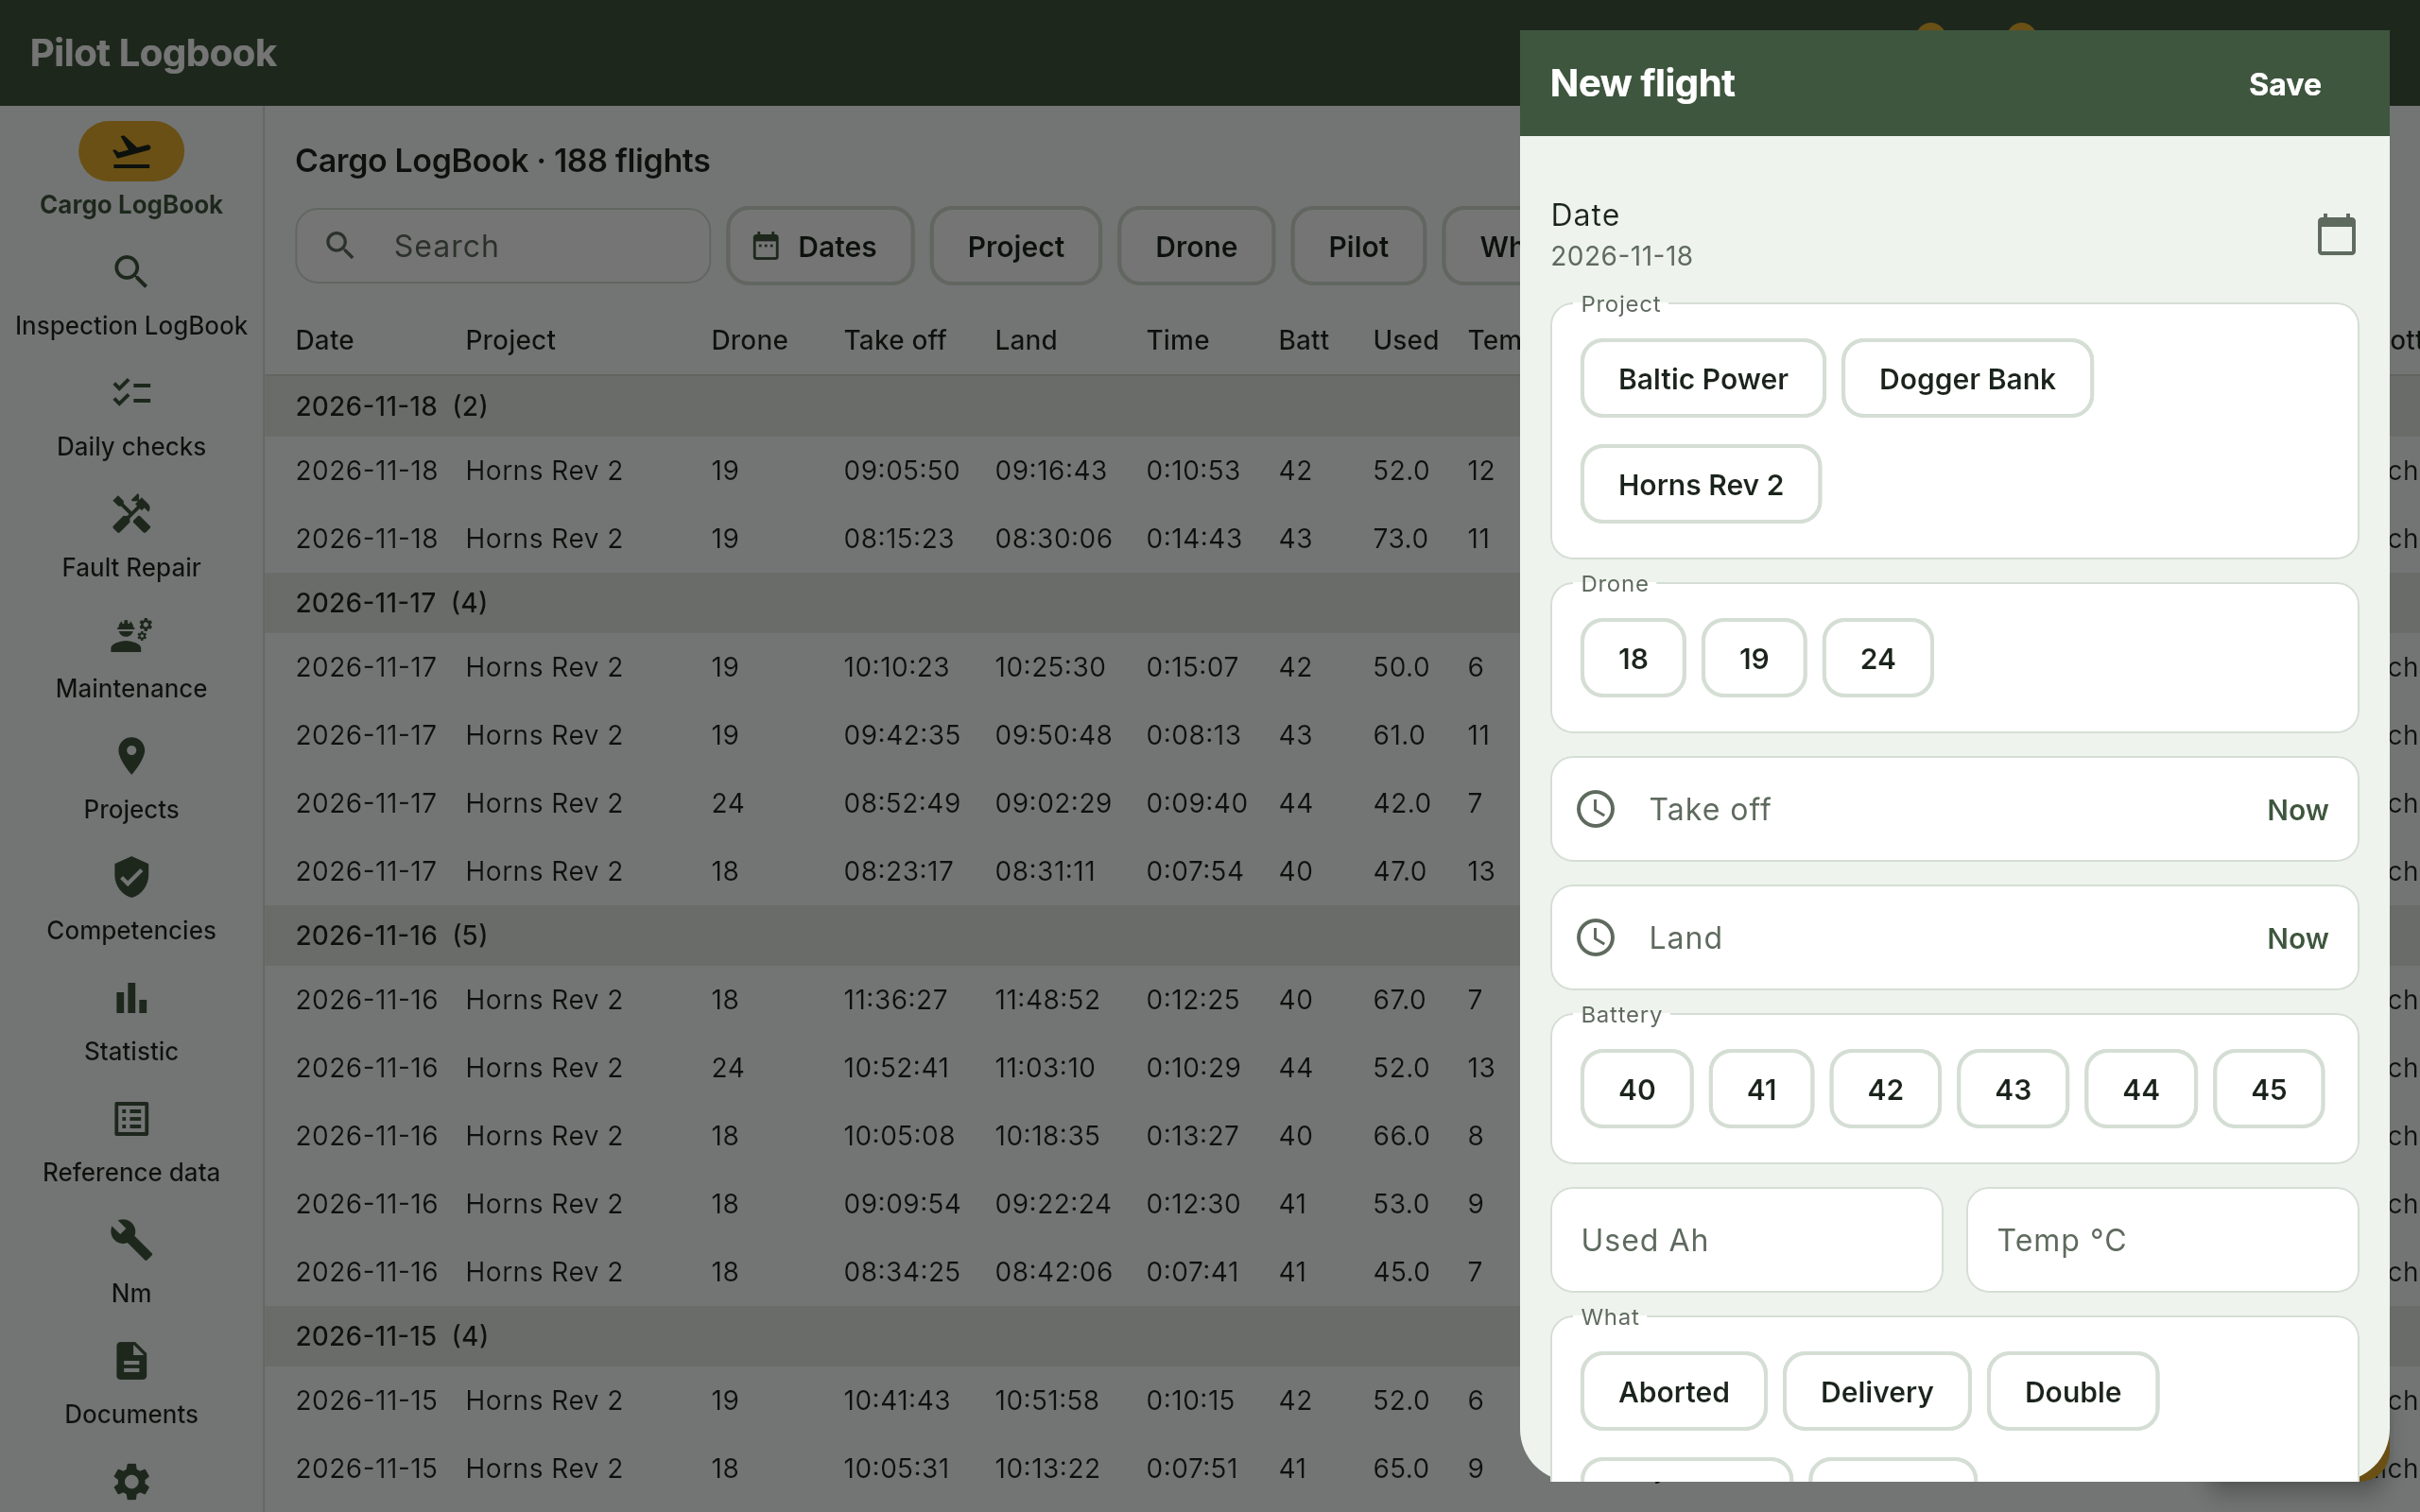 Pilot Logbook
Cargo LogBook
Inspection LogBook
Daily checks
Fault Repair
Maintenance
Projects
Competencies
Statistic
Reference data
Nm
Documents
Cargo LogBook · 188 flights
Search
Dates
Project
Drone
Pilot
Date Project Drone Take off Land Time Batt Used
2026-11-18 (2)
2026-11-18 Horns Rev 2 19 09:05:50 09:16:43 0:10:53 42 52.0 12
2026-11-18 Horns Rev 2 19 08:15:23 08:30:06 0:14:43 43 73.0 11
2026-11-17 (4)
2026-11-17 Horns Rev 2 19 10:10:23 10:25:30 0:15:07 42 50.0 6
2026-11-17 Horns Rev 2 19 09:42:35 09:50:48 0:08:13 43 61.0 11
2026-11-17 Horns Rev 2 24 08:52:49 09:02:29 0:09:40 44 42.0 7
2026-11-17 Horns Rev 2 18 08:23:17 08:31:11 0:07:54 40 47.0 13
2026-11-16 (5)
2026-11-16 Horns Rev 2 18 11:36:27 11:48:52 0:12:25 40 67.0 7
2026-11-16 Horns Rev 2 24 10:52:41 11:03:10 0:10:29 44 52.0 13
2026-11-16 Horns Rev 2 18 10:05:08 10:18:35 0:13:27 40 66.0 8
2026-11-16 Horns Rev 2 18 09:09:54 09:22:24 0:12:30 41 53.0 9
2026-11-16 Horns Rev 2 18 08:34:25 08:42:06 0:07:41 41 45.0 7
2026-11-15 (4)
2026-11-15 Horns Rev 2 19 10:41:43 10:51:58 0:10:15 42 52.0 6
2026-11-15 Horns Rev 2 18 10:05:31 10:13:22 0:07:51 41 65.0 9
New flight
Save
Date
2026-11-18
Project
Baltic Power
Dogger Bank
Horns Rev 2
Drone
18 19 24
Take off
Now
Land
Now
Battery
40 41 42 43 44 45
Used Ah
Temp °C
What
Aborted
Delivery
Double